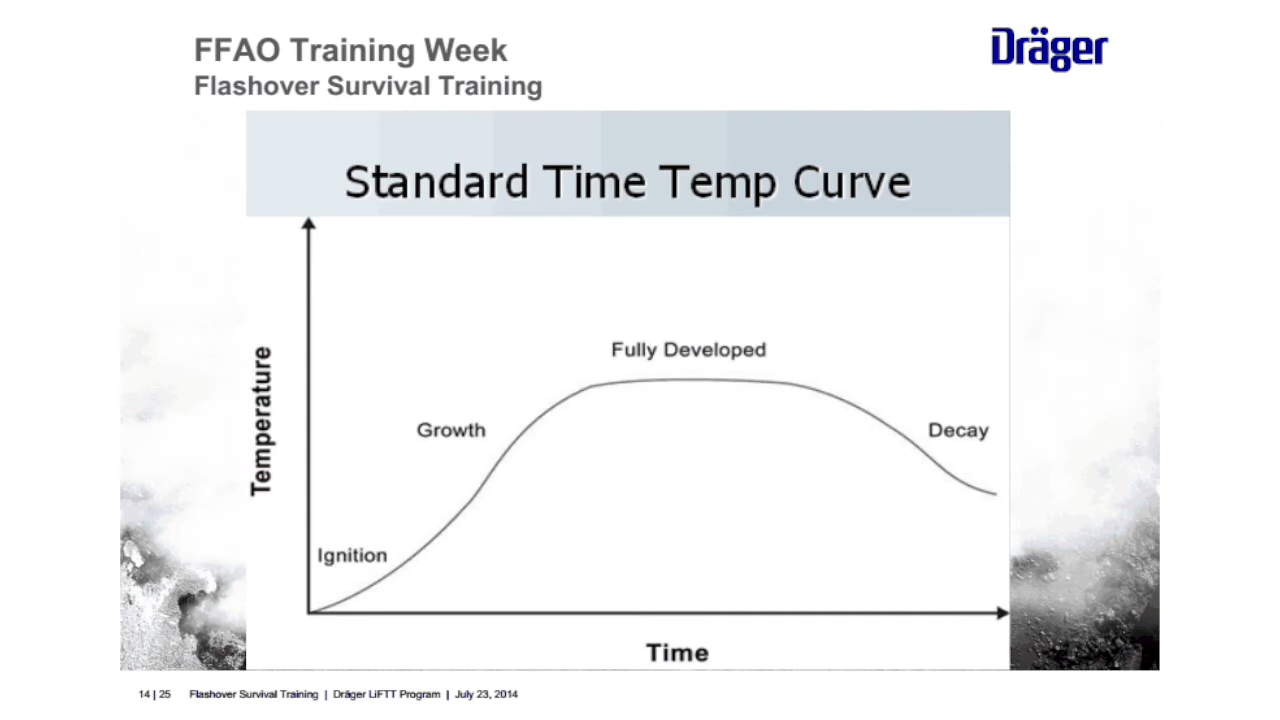 FFAO Training Week
Flashover Survival Training
Dräger
Standard Time Temp Curve
Fully Developed
Growth
Decay
Temperature
Ignition
Time
14 | 25 Flashover Survival Training | Dräger LiFTT Program | July 23, 2014